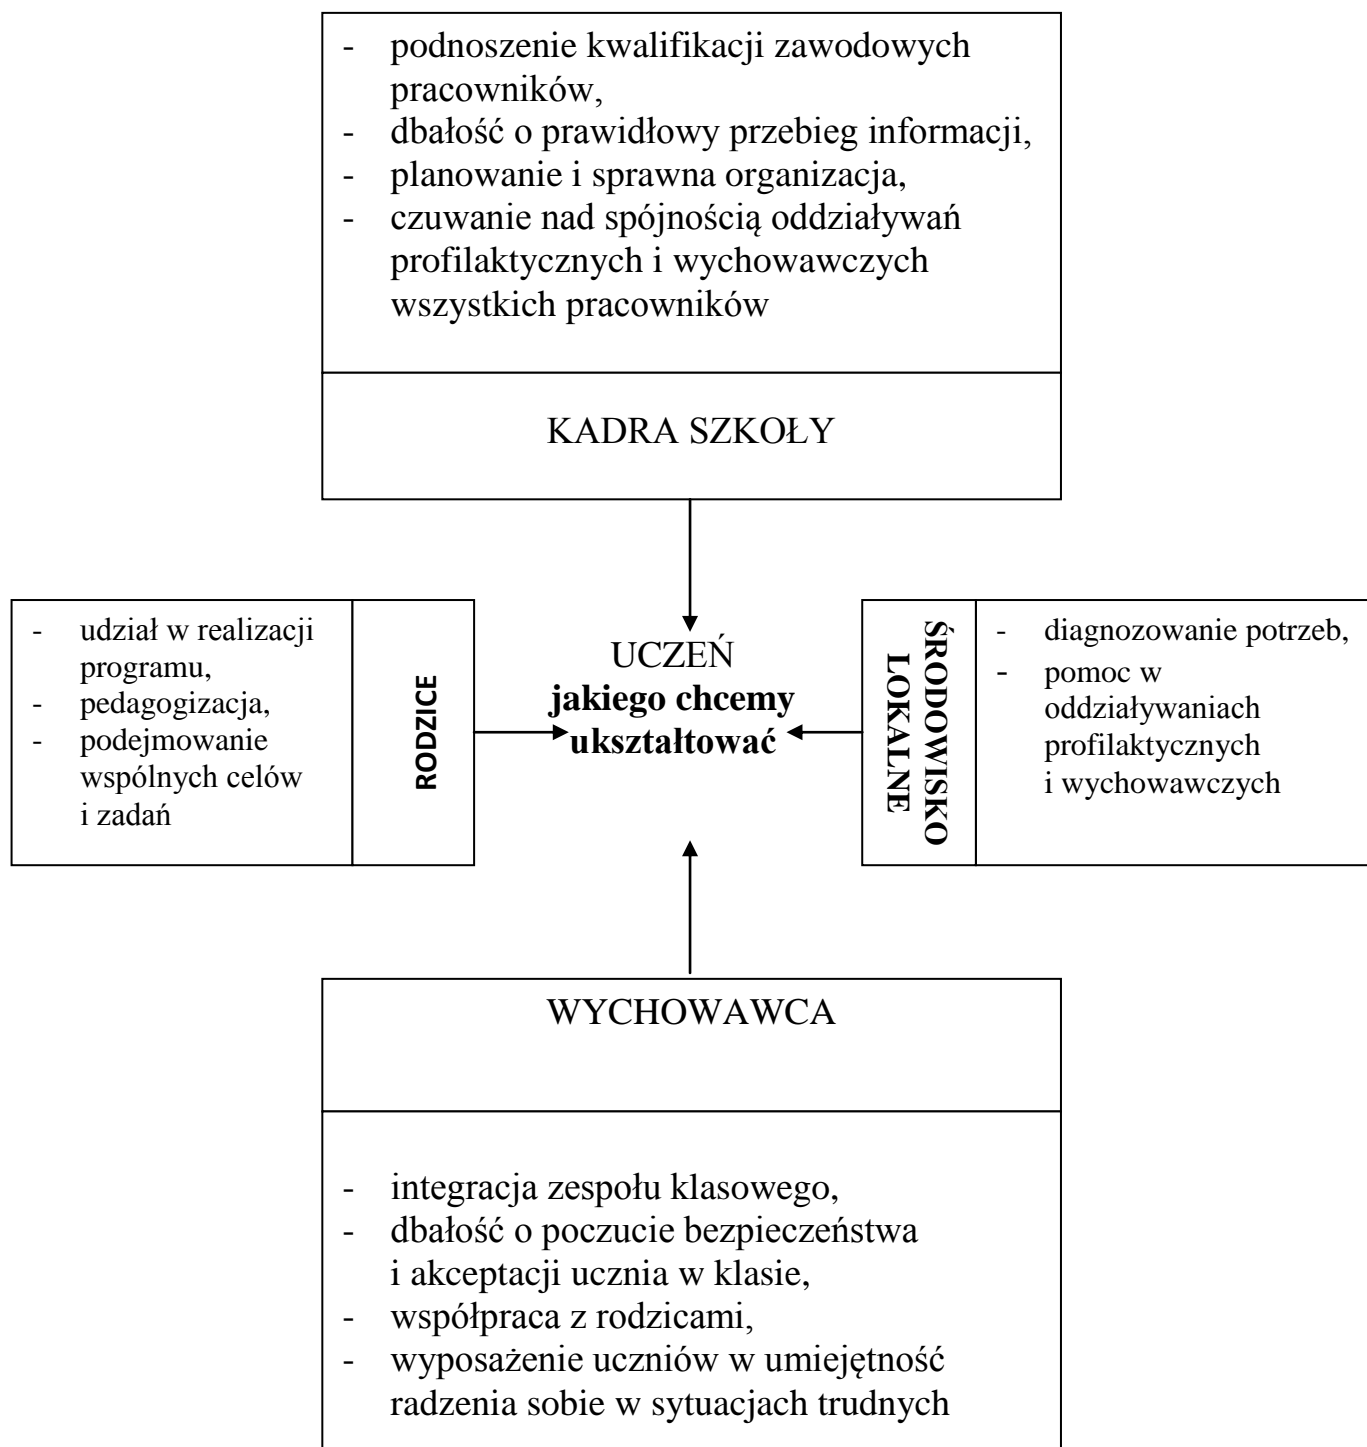 - podnoszenie kwalifikacji zawodowych
pracowników,
- dbałość o prawidłowy przebieg informacji,
- planowanie i sprawna organizacja,
- czuwanie nad spójnością oddziaływań
profilaktycznych i wychowawczych
wszystkich pracowników
KADRA SZKOŁY
- udział w realizacji
programu,
- pedagogizacja,
- podejmowanie
wspólnych celów
i zadań
RODZICE
UCZEŃ
jakiego chcemy
ukształtować
ŚRODOWISKO
LOKALNE
- diagnozowanie potrzeb,
- pomoc w
oddziaływaniach
profilaktycznych
i wychowawczych
WYCHOWAWCA
- integracja zespołu klasowego,
- dbałość o poczucie bezpieczeństwa
i akceptacji ucznia w klasie,
- współpraca z rodzicami,
- wyposażenie uczniów w umiejętność
radzenia sobie w sytuacjach trudnych